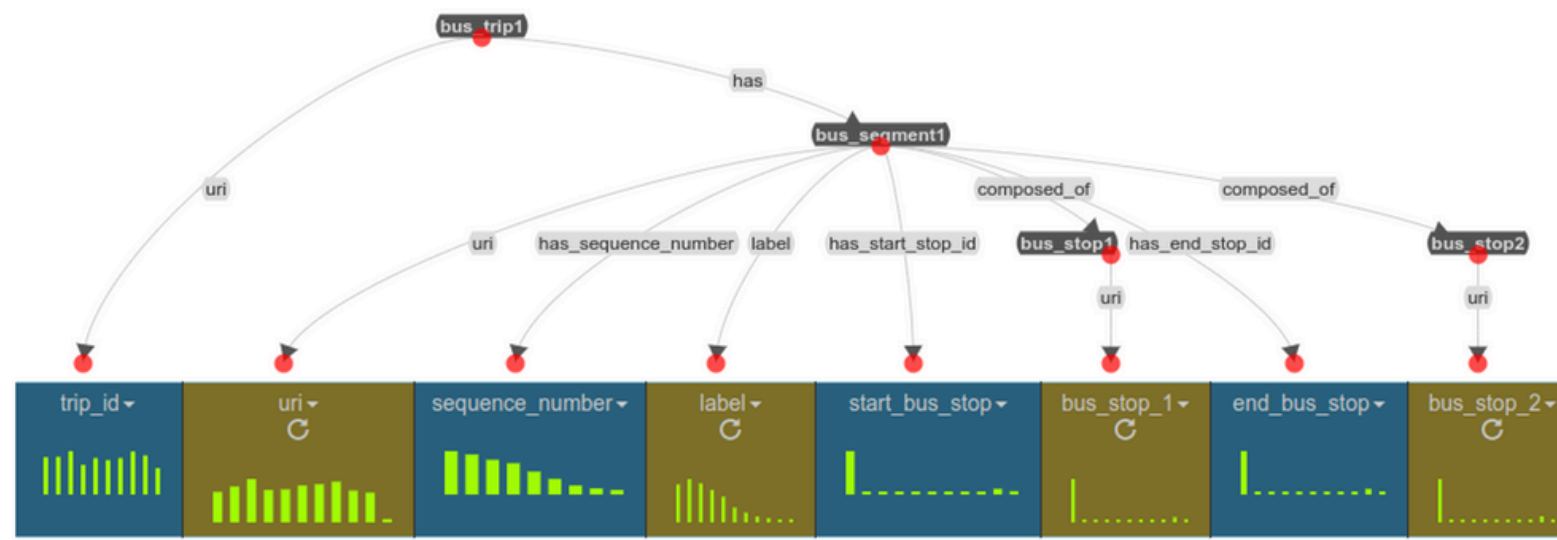 bus_trip1
has
bus_segment1
uri
composed_of
composed_of
uri
has_sequence_number
label
has_start_stop_id
bus_stop1
has_end_stop_id
bus_stop2
uri
uri
trip_id
uri
sequence_number
label
start_bus_stop
bus_stop_1
end_bus_stop
bus_stop_2